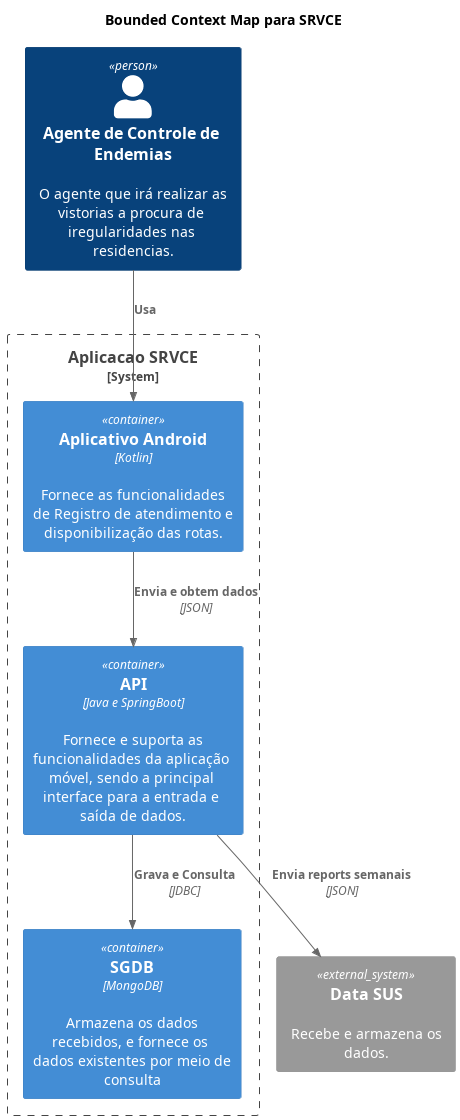 Bounded Context Map para SRVCE
«person»
Agente de Controle de
Endemias
O agente que irá realizar as
vistorias a procura de
iregularidades nas
residencias.
Usa
Aplicacao SRVCE
[System]
«container»
Aplicativo Android
[Kotlin]
Fornece as funcionalidades
de Registro de atendimento e
disponibilização das rotas.
Envia e obtem dados
[JSON]
«container»
API
[Java e SpringBoot]
Fornece e suporta as
funcionalidades da aplicação
móvel, sendo a principal
interface para a entrada e
saída de dados.
Grava e Consulta
[JDBC]
Envia reports semanais
[JSON]
«container»
SGDB
[MongoDB]
Armazena os dados
recebidos, e fornece os
dados existentes por meio de
consulta
«external_system»
Data SUS
Recebe e armazena os
dados.